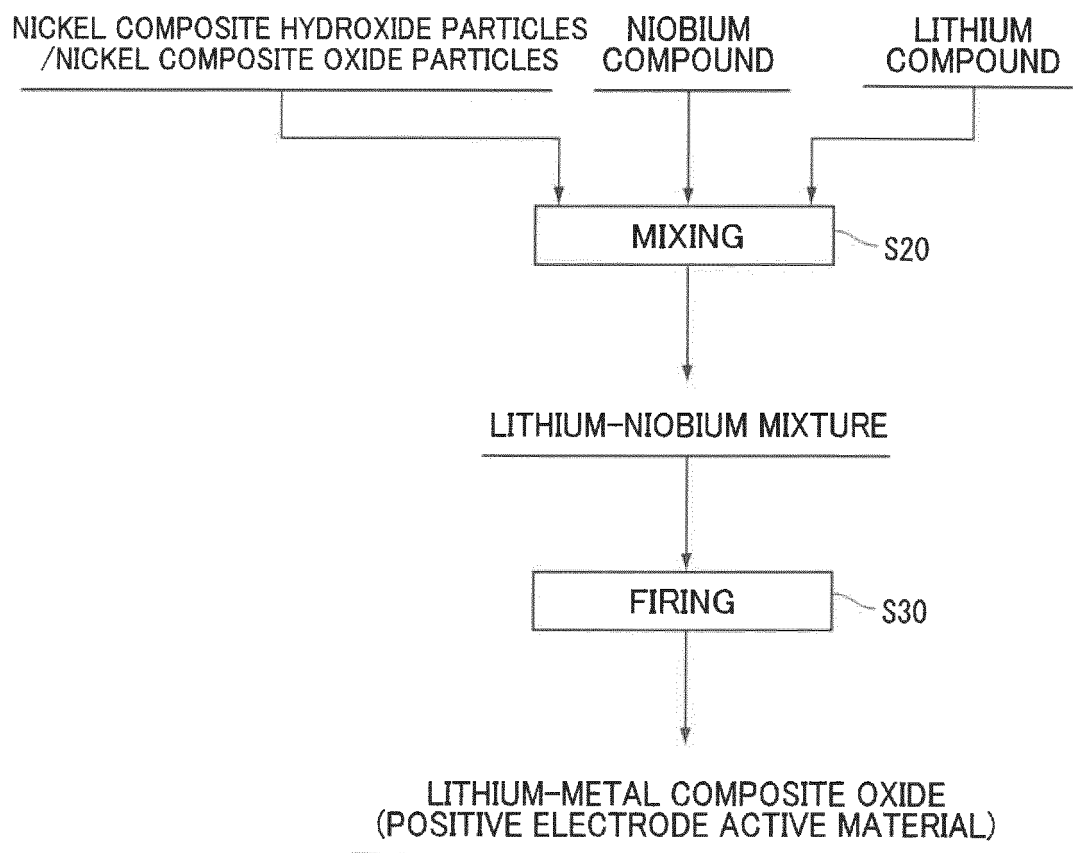 NICKEL COMPOSITE HYDROXIDE PARTICLES
/NICKEL COMPOSITE OXIDE PARTICLES
NIOBIUM
COMPOUND
LITHIUM
COMPOUND
MIXING
S20
LITHIUM-NIOBIUM MIXTURE
FIRING
S30
LITHIUM-METAL COMPOSITE OXIDE
(POSITIVE ELECTRODE ACTIVE MATERIAL)